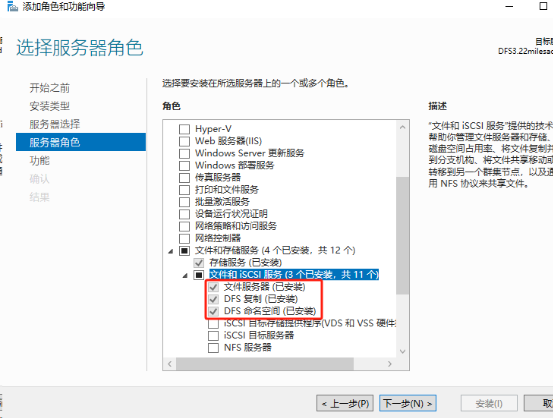 添加角色和功能向导
选择服务器角色
DFS3.22milesac
开始之前
安装类型
服务器选择
服务器角色
功能
确认
结果
选择要安装在所选服务器上的一个或多个角色。
角色
Hyper-V
Web 服务器(IIS)
Windows Server 更新服务
Windows 部署服务
传真服务器
打印和文件服务
批量激活服务
设备运行状况证明
网络策略和访问服务
网络控制器
文件和存储服务 (4 个已安装，共 12 个)
存储服务 (已安装)
文件和 iSCSI 服务 (3 个已安装，共 11 个)
文件服务器 (已安装)
DFS 复制 (已安装)
DFS 命名空间 (已安装)
iSCSI 目标存储提供程序(VDS 和 VSS 硬件
iSCSI 目标服务器
NFS 服务器
描述
"文件和 iSCSI 服务"提供的技术
帮助你管理文件服务器和存储、
磁盘空间占用率、将文件复制并
到分支机构、将文件共享移动或
转移到另一个群集节点，以及通
用 NFS 协议来共享文件。
< 上一步(P)
下一步(N) >
安装(I)